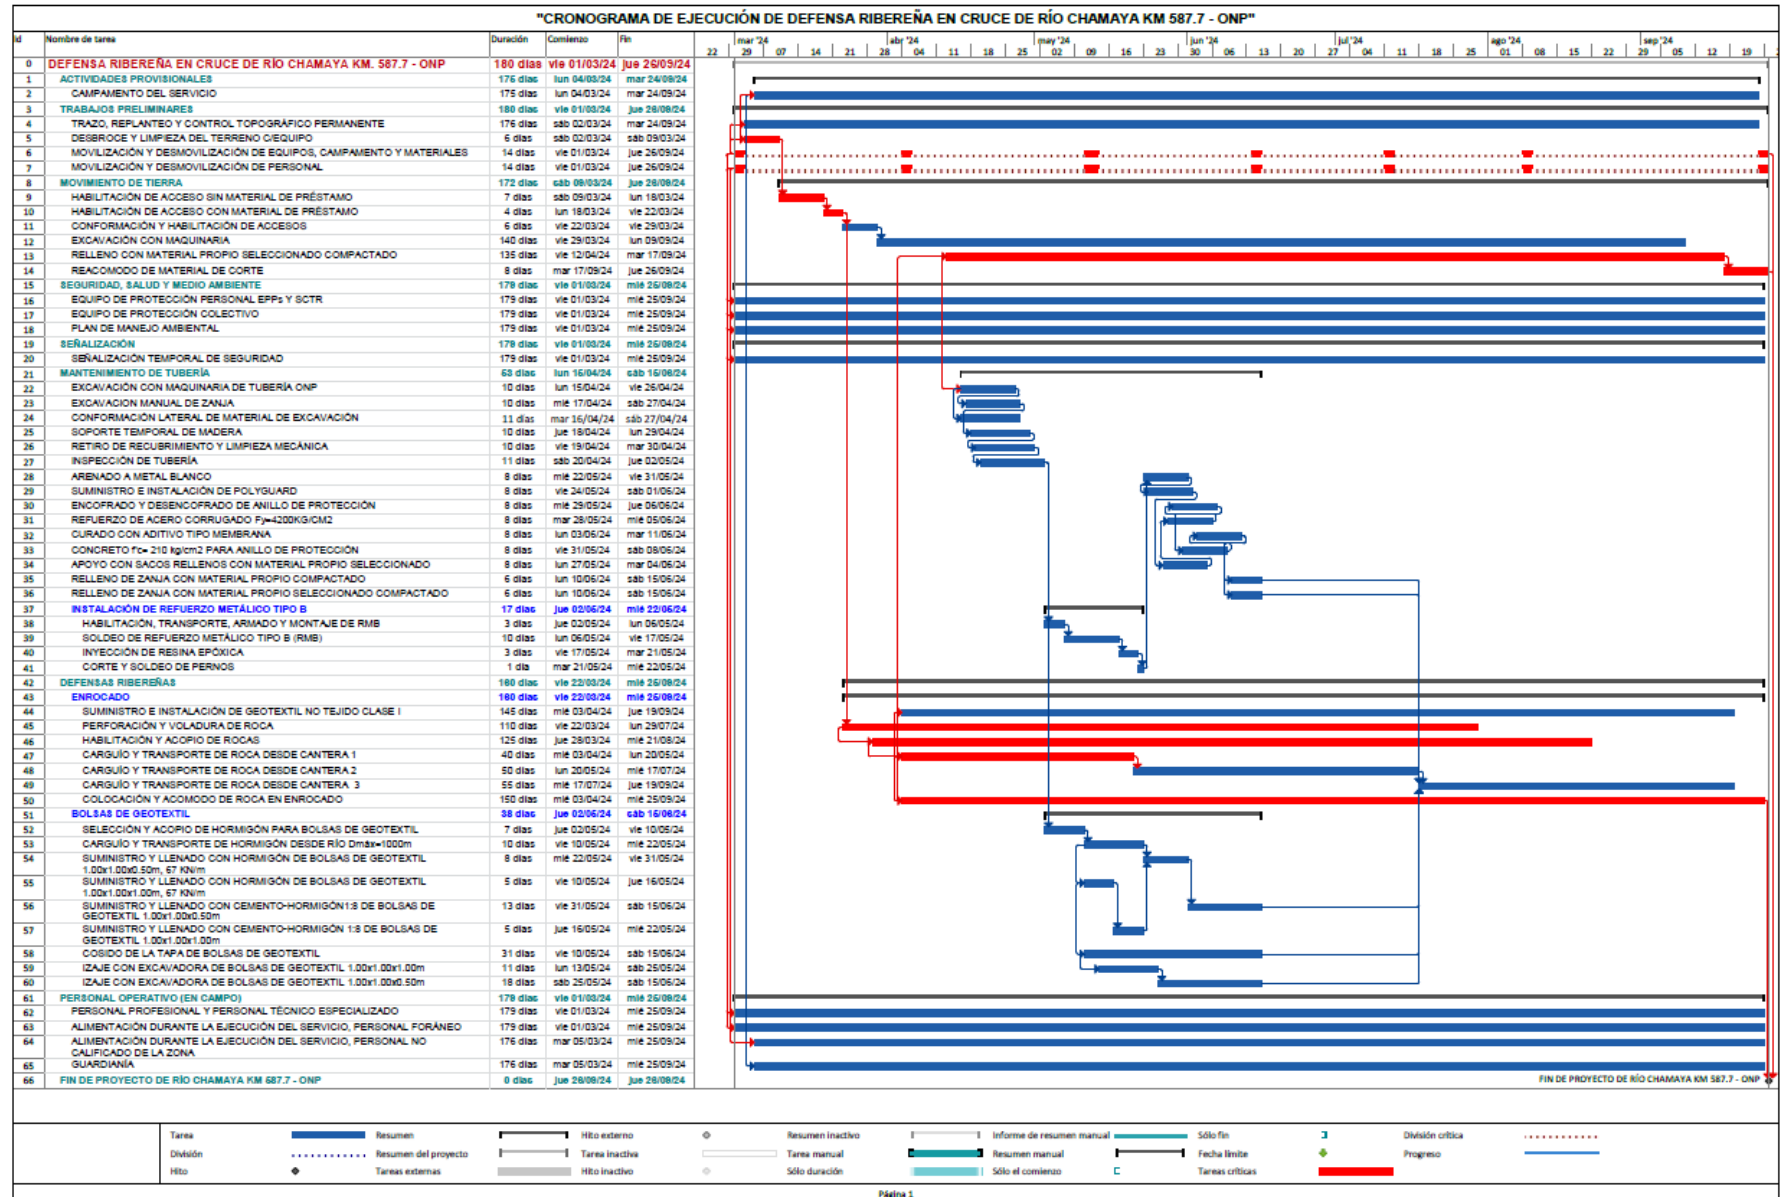 "CRONOGRAMA DE EJECUCIÓN DE DEFENSA RIBEREÑA EN CRUCE DE RÍO CHAMAYA KM 587.7 - ONP"
Id Nombre de tarea Duración Comienzo Fin
mar '24 abr '24 may '24 jun '24 jul '24 ago '24 sep '24
22 29 07 14 21 28 04 11 18 25 02 09 16 23 30 06 13 20 27 04 11 18 25 01 08 15 22 29 05 12 19
0 DEFENSA RIBEREÑA EN CRUCE DE RÍO CHAMAYA KM. 587.7 - ONP 180 días vie 01/03/24 jue 26/09/24
1 ACTIVIDADES PROVISIONALES 175 días lun 04/03/24 mar 24/09/24
2 CAMPAMENTO DEL SERVICIO 175 días lun 04/03/24 mar 24/09/24
3 TRABAJOS PRELIMINARES 180 días vie 01/03/24 jue 26/09/24
4 TRAZO, REPLANTEO Y CONTROL TOPOGRÁFICO PERMANENTE 176 días sáb 02/03/24 mar 24/09/24
5 DESBROCE Y LIMPIEZA DEL TERRENO C/EQUIPO 6 días sáb 02/03/24 sáb 09/03/24
6 MOVILIZACIÓN Y DESMOVILIZACIÓN DE EQUIPOS, CAMPAMENTO Y MATERIALES 14 días vie 01/03/24 jue 26/09/24
7 MOVILIZACIÓN Y DESMOVILIZACIÓN DE PERSONAL 14 días vie 01/03/24 jue 26/09/24
8 MOVIMIENTO DE TIERRA 172 días sáb 09/03/24 jue 26/09/24
9 HABILITACIÓN DE ACCESO SIN MATERIAL DE PRÉSTAMO 7 días sáb 09/03/24 lun 18/03/24
10 HABILITACIÓN DE ACCESO CON MATERIAL DE PRÉSTAMO 4 días lun 18/03/24 vie 22/03/24
11 CONFORMACIÓN Y HABILITACIÓN DE ACCESOS 6 días vie 22/03/24 vie 29/03/24
12 EXCAVACIÓN CON MAQUINARIA 140 días vie 29/03/24 lun 09/09/24
13 RELLENO CON MATERIAL PROPIO SELECCIONADO COMPACTADO 135 días vie 12/04/24 mar 17/09/24
14 REACOMODO DE MATERIAL DE CORTE 8 días mar 17/09/24 jue 26/09/24
15 SEGURIDAD, SALUD Y MEDIO AMBIENTE 179 días vie 01/03/24 mié 25/09/24
16 EQUIPO DE PROTECCIÓN PERSONAL EPPs Y SCTR 179 días vie 01/03/24 mié 25/09/24
17 EQUIPO DE PROTECCIÓN COLECTIVO 179 días vie 01/03/24 mié 25/09/24
18 PLAN DE MANEJO AMBIENTAL 179 días vie 01/03/24 mié 25/09/24
19 SEÑALIZACIÓN 179 días vie 01/03/24 mié 25/09/24
20 SEÑALIZACIÓN TEMPORAL DE SEGURIDAD 179 días vie 01/03/24 mié 25/09/24
21 MANTENIMIENTO DE TUBERÍA 53 días lun 15/04/24 sáb 15/06/24
22 EXCAVACIÓN CON MAQUINARIA DE TUBERÍA ONP 10 días lun 15/04/24 vie 26/04/24
23 EXCAVACION MANUAL DE ZANJA 10 días mié 17/04/24 sáb 27/04/24
24 CONFORMACIÓN LATERAL DE MATERIAL DE EXCAVACIÓN 11 días mar 16/04/24 sáb 27/04/24
25 SOPORTE TEMPORAL DE MADERA 10 días jue 18/04/24 lun 29/04/24
26 RETIRO DE RECUBRIMIENTO Y LIMPIEZA MECÁNICA 10 días vie 19/04/24 mar 30/04/24
27 INSPECCIÓN DE TUBERÍA 11 días sáb 20/04/24 jue 02/05/24
28 ARENADO A METAL BLANCO 8 días mié 22/05/24 vie 31/05/24
29 SUMINISTRO E INSTALACIÓN DE POLYGUARD 8 días vie 24/05/24 sáb 01/06/24
30 ENCOFRADO Y DESENCOFRADO DE ANILLO DE PROTECCIÓN 8 días mié 29/05/24 jue 06/06/24
31 REFUERZO DE ACERO CORRUGADO Fy=4200KG/CM2 8 días mar 28/05/24 mié 05/06/24
32 CURADO CON ADITIVO TIPO MEMBRANA 8 días lun 03/06/24 mar 11/06/24
33 CONCRETO f'c= 210 kg/cm2 PARA ANILLO DE PROTECCIÓN 8 días vie 31/05/24 sáb 08/06/24
34 APOYO CON SACOS RELLENOS CON MATERIAL PROPIO SELECCIONADO 8 días lun 27/05/24 mar 04/06/24
35 RELLENO DE ZANJA CON MATERIAL PROPIO COMPACTADO 6 días lun 10/06/24 sáb 15/06/24
36 RELLENO DE ZANJA CON MATERIAL PROPIO SELECCIONADO COMPACTADO 6 días lun 10/06/24 sáb 15/06/24
37 INSTALACIÓN DE REFUERZO METÁLICO TIPO B 17 días jue 02/05/24 mié 22/05/24
38 HABILITACIÓN, TRANSPORTE, ARMADO Y MONTAJE DE RMB 3 días jue 02/05/24 lun 06/05/24
39 SOLDEO DE REFUERZO METÁLICO TIPO B (RMB) 10 días lun 06/05/24 vie 17/05/24
40 INYECCIÓN DE RESINA EPÓXICA 3 días vie 17/05/24 mar 21/05/24
41 CORTE Y SOLDEO DE PERNOS 1 día mar 21/05/24 mié 22/05/24
42 DEFENSAS RIBEREÑAS 160 días vie 22/03/24 mié 25/09/24
43 ENROCADO 160 días vie 22/03/24 mié 25/09/24
44 SUMINISTRO E INSTALACIÓN DE GEOTEXTIL NO TEJIDO CLASE I 145 días mié 03/04/24 jue 19/09/24
45 PERFORACIÓN Y VOLADURA DE ROCA 110 días vie 22/03/24 lun 29/07/24
46 HABILITACIÓN Y ACOPIO DE ROCAS 125 días jue 28/03/24 mié 21/08/24
47 CARGUÍO Y TRANSPORTE DE ROCA DESDE CANTERA 1 40 días mié 03/04/24 lun 20/05/24
48 CARGUÍO Y TRANSPORTE DE ROCA DESDE CANTERA 2 50 días lun 20/05/24 mié 17/07/24
49 CARGUÍO Y TRANSPORTE DE ROCA DESDE CANTERA 3 55 días mié 17/07/24 jue 19/09/24
50 COLOCACIÓN Y ACOMODO DE ROCA EN ENROCADO 150 días mié 03/04/24 mié 25/09/24
51 BOLSAS DE GEOTEXTIL 38 días jue 02/05/24 sáb 15/06/24
52 SELECCIÓN Y ACOPIO DE HORMIGÓN PARA BOLSAS DE GEOTEXTIL 7 días jue 02/05/24 vie 10/05/24
53 CARGUÍO Y TRANSPORTE DE HORMIGÓN DESDE RÍO Dmáx=1000m 10 días vie 10/05/24 mié 22/05/24
54 SUMINISTRO Y LLENADO CON HORMIGÓN DE BOLSAS DE GEOTEXTIL 8 días mié 22/05/24 vie 31/05/24
1.00x1.00x0.50m, 67 KN/m
55 SUMINISTRO Y LLENADO CON HORMIGÓN DE BOLSAS DE GEOTEXTIL 5 días vie 10/05/24 jue 16/05/24
1.00x1.00x1.00m, 67 KN/m
56 SUMINISTRO Y LLENADO CON CEMENTO-HORMIGÓN1:8 DE BOLSAS DE 13 días vie 31/05/24 sáb 15/06/24
GEOTEXTIL 1.00x1.00x0.50m
57 SUMINISTRO Y LLENADO CON CEMENTO-HORMIGÓN 1:8 DE BOLSAS DE 5 días jue 16/05/24 mié 22/05/24
GEOTEXTIL 1.00x1.00x1.00m
58 COSIDO DE LA TAPA DE BOLSAS DE GEOTEXTIL 31 días vie 10/05/24 sáb 15/06/24
59 IZAJE CON EXCAVADORA DE BOLSAS DE GEOTEXTIL 1.00x1.00x1.00m 11 días lun 13/05/24 sáb 25/05/24
60 IZAJE CON EXCAVADORA DE BOLSAS DE GEOTEXTIL 1.00x1.00x0.50m 18 días sáb 25/05/24 sáb 15/06/24
61 PERSONAL OPERATIVO (EN CAMPO) 179 días vie 01/03/24 mié 25/09/24
62 PERSONAL PROFESIONAL Y PERSONAL TÉCNICO ESPECIALIZADO 179 días vie 01/03/24 mié 25/09/24
63 ALIMENTACIÓN DURANTE LA EJECUCIÓN DEL SERVICIO, PERSONAL FORÁNEO 179 días vie 01/03/24 mié 25/09/24
64 ALIMENTACIÓN DURANTE LA EJECUCIÓN DEL SERVICIO, PERSONAL NO 176 días mar 05/03/24 mié 25/09/24
CALIFICADO DE LA ZONA
65 GUARDIANÍA 176 días mar 05/03/24 mié 25/09/24
66 FIN DE PROYECTO DE RÍO CHAMAYA KM 587.7 - ONP 0 días jue 26/09/24 jue 26/09/24
FIN DE PROYECTO DE RÍO CHAMAYA KM 587.7 - ONP
Tarea Resumen Hito externo Resumen inactivo Informe de resumen manual Sólo fin División crítica
División Resumen del proyecto Tarea inactiva Tarea manual Resumen manual Fecha límite Progreso
Hito Tareas externas Hito inactivo Sólo duración Sólo el comienzo Tareas críticas
Página 1